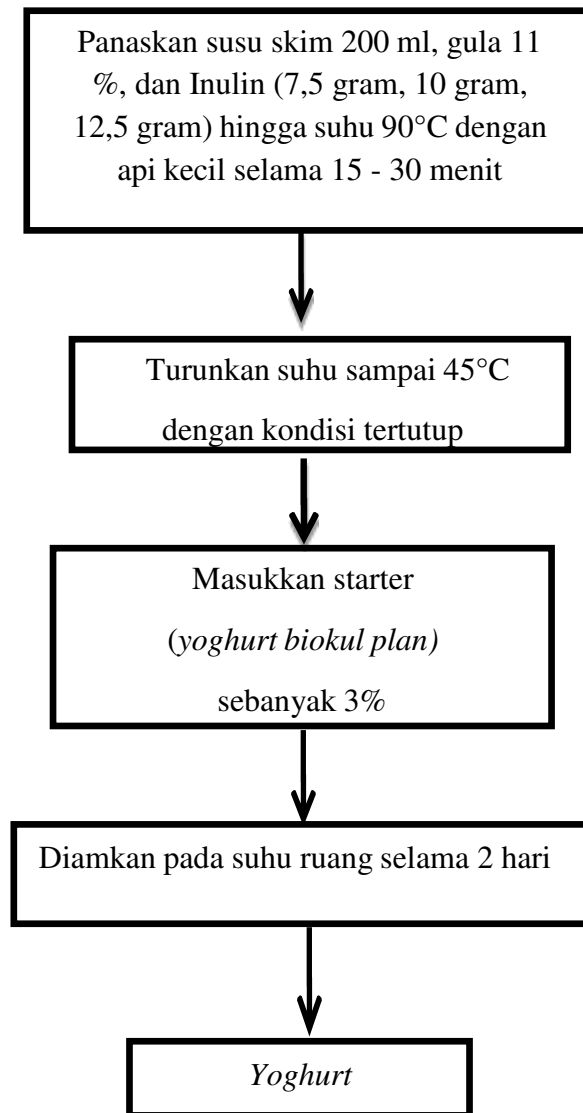 Panaskan susu skim 200 ml, gula 11
%, dan Inulin (7,5 gram, 10 gram,
12,5 gram) hingga suhu 90°C dengan
api kecil selama 15 - 30 menit
Turunkan suhu sampai 45°C
dengan kondisi tertutup
Masukkan starter
(yoghurt biokul plan)
sebanyak 3%
Diamkan pada suhu ruang selama 2 hari
Yoghurt